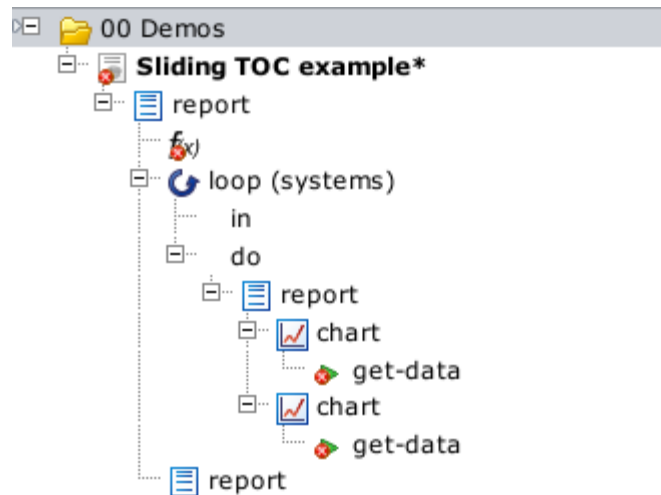 00 Demos
Sliding TOC example*
report
f(x)
loop (systems)
in
do
report
chart
get-data
chart
get-data
report